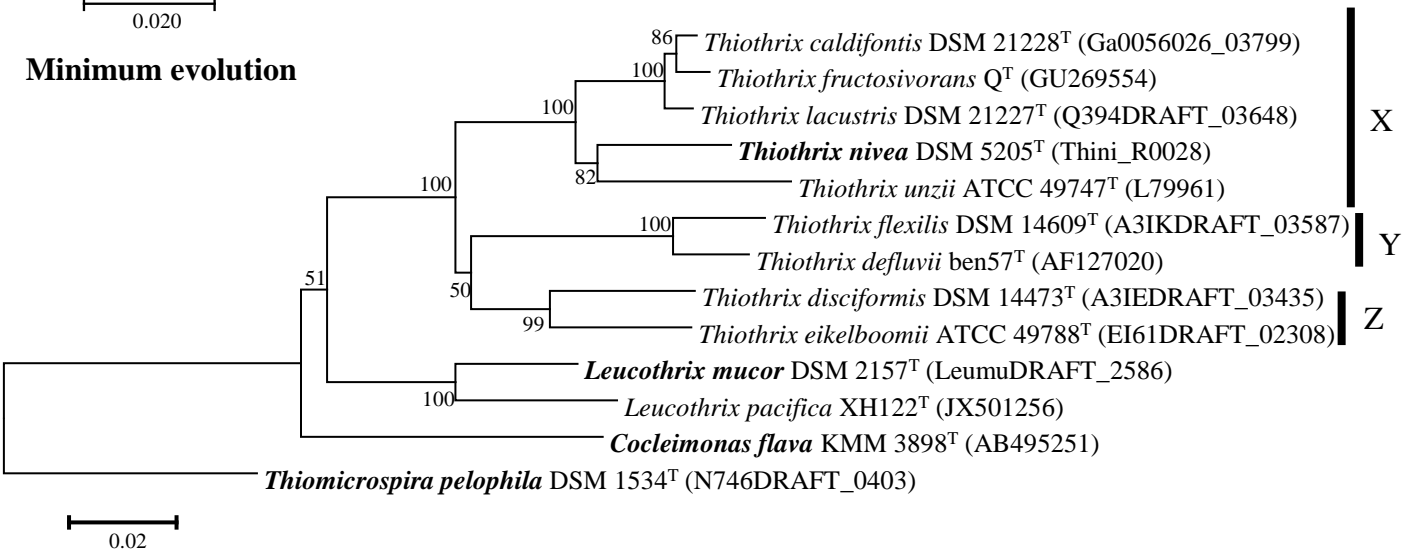 0.020
Minimum evolution
86
Thiothrix caldifontis DSM 21228T (Ga0056026_03799)
100
Thiothrix fructosivorans QT (GU269554)
100
Thiothrix lacustris DSM 21227T (Q394DRAFT_03648)
X
Thiothrix nivea DSM 5205T (Thini_R0028)
82
Thiothrix unzii ATCC 49747T (L79961)
100
100
Thiothrix flexilis DSM 14609T (A3IKDRAFT_03587)
Y
Thiothrix defluvii ben57T (AF127020)
51
50
Thiothrix disciformis DSM 14473T (A3IEDRAFT_03435)
Z
99
Thiothrix eikelboomii ATCC 49788T (EI61DRAFT_02308)
Leucothrix mucor DSM 2157T (LeumuDRAFT_2586)
100
Leucothrix pacifica XH122T (JX501256)
Cocleimonas flava KMM 3898T (AB495251)
Thiomicrospira pelophila DSM 1534T (N746DRAFT_0403)
0.02